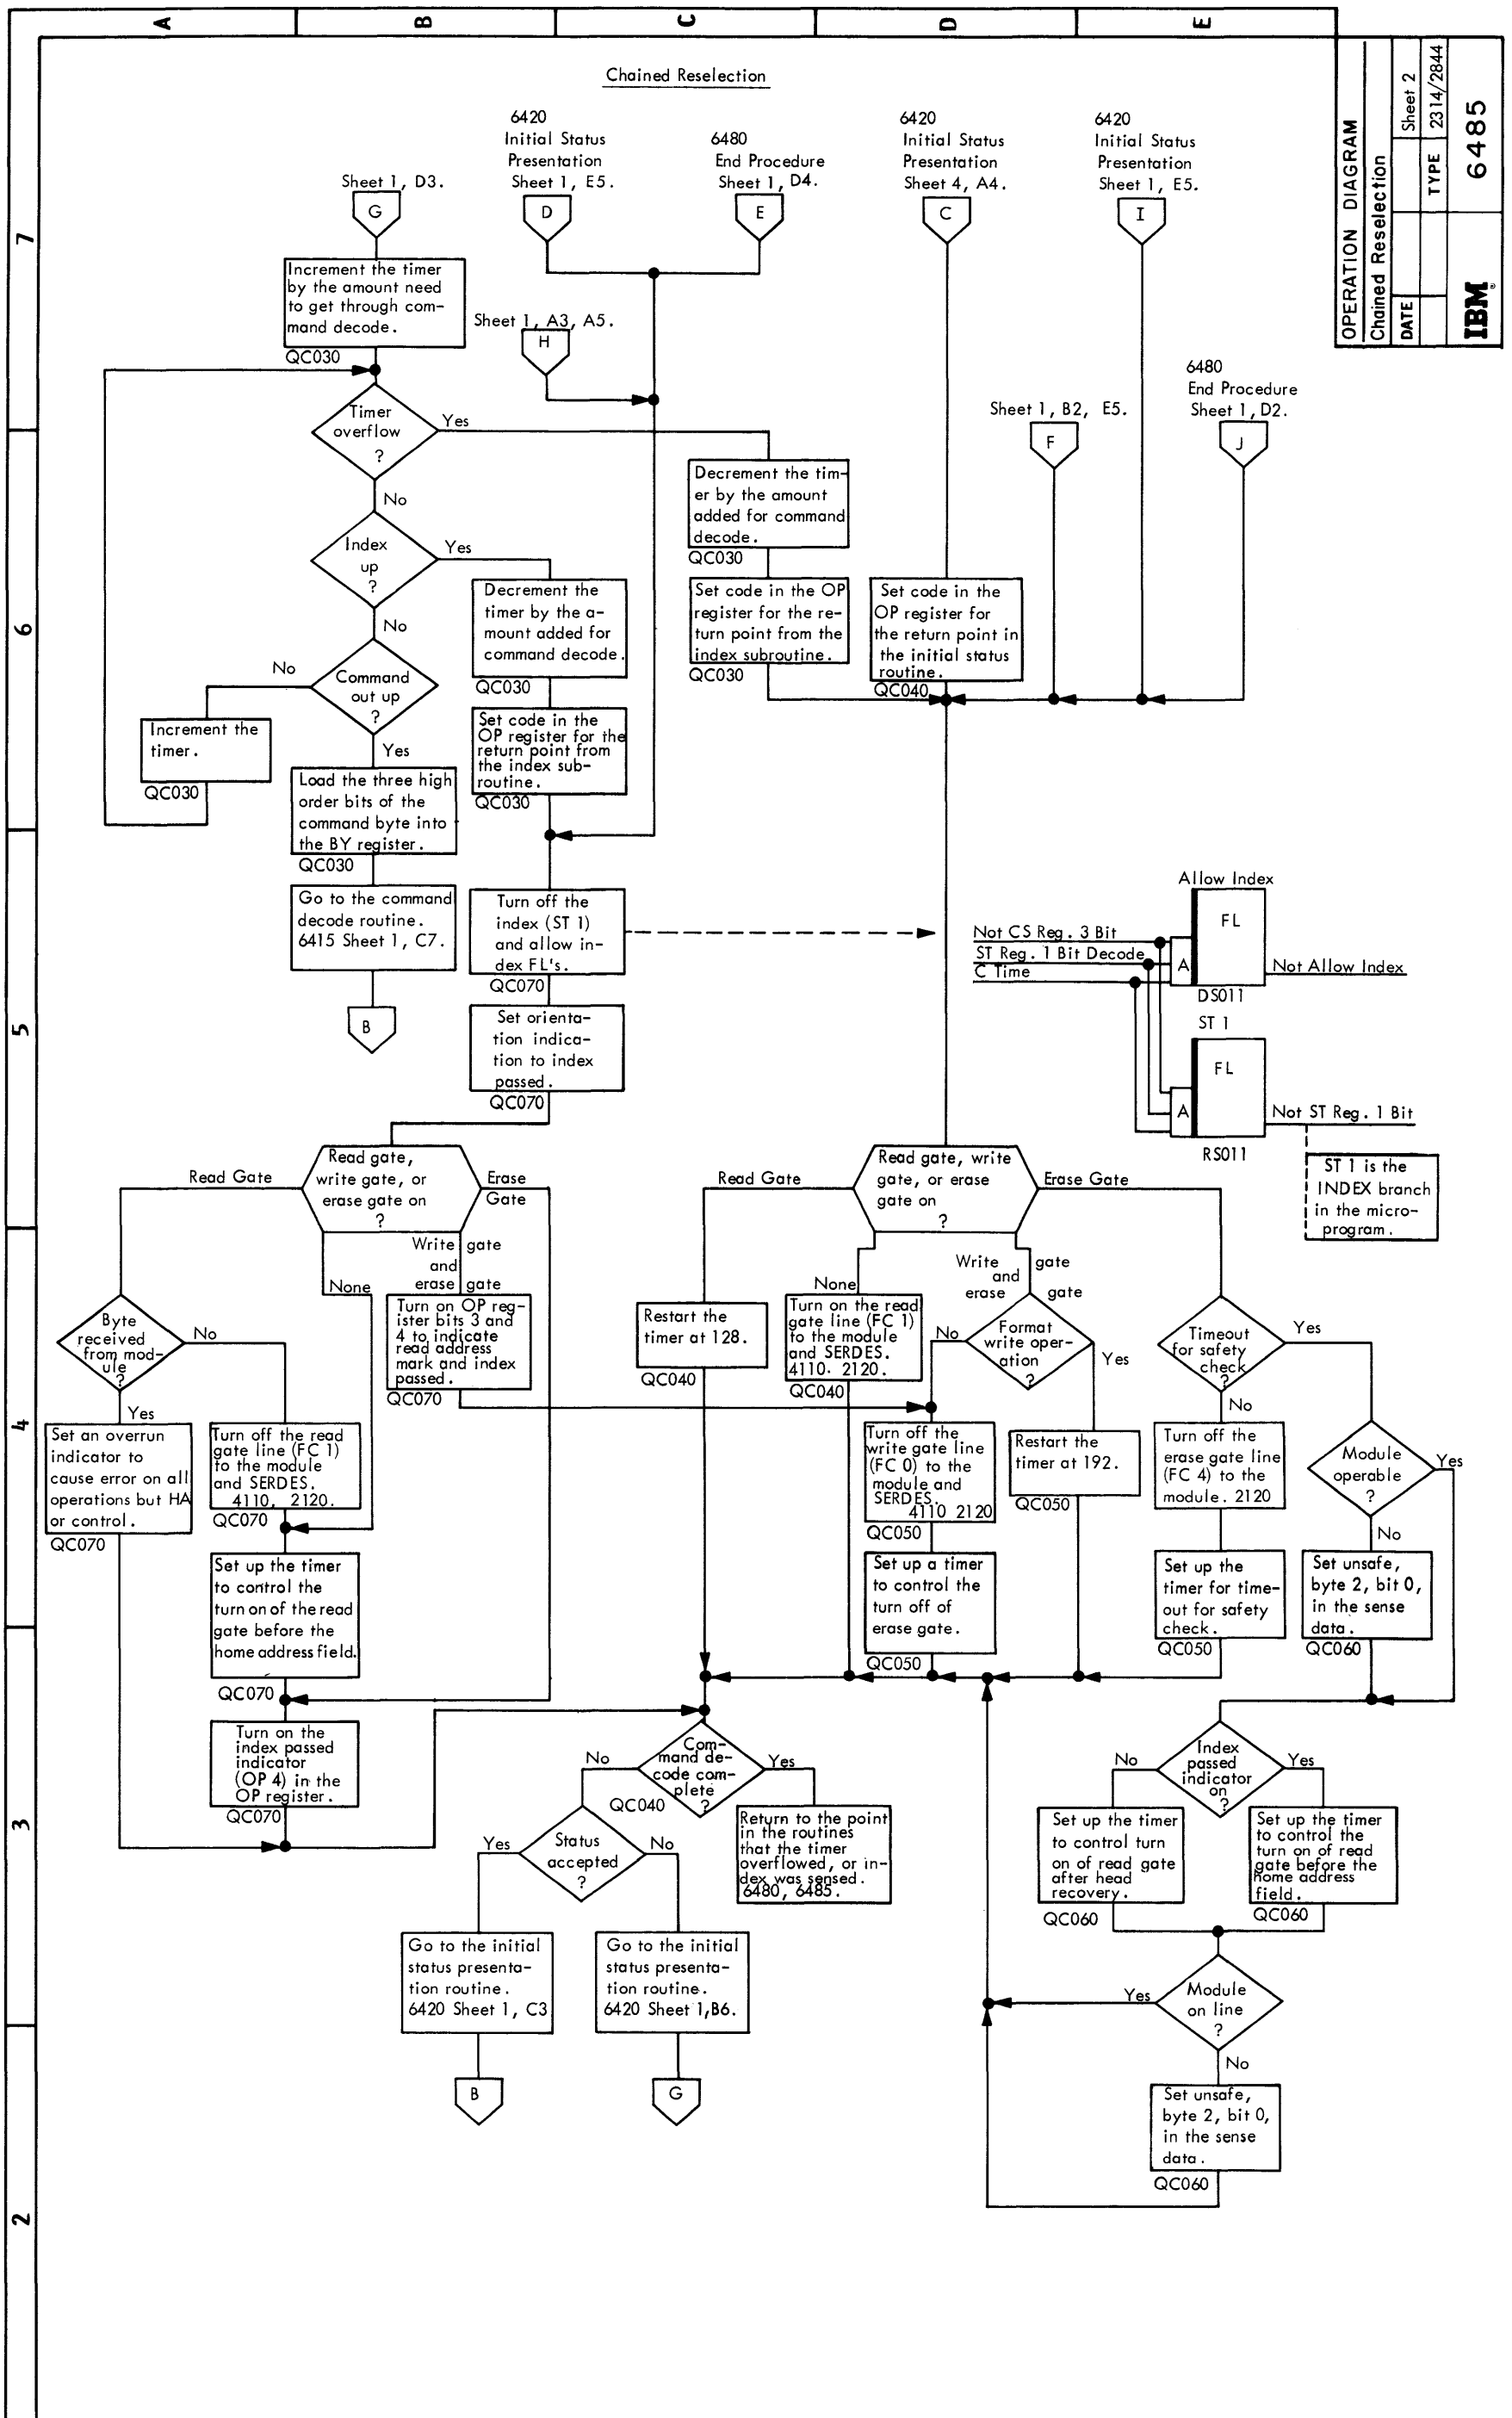 A
B
C
D
E
OPERATION DIAGRAM
Chained Reselection
Sheet 2
DATE
TYPE
2314/2844
IBM®
6485
7
6
5
4
3
2
Chained Reselection
Sheet 1, D3.
G
6420
Initial Status
Presentation
Sheet 1, E5.
D
6480
End Procedure
Sheet 1, D4.
E
6420
Initial Status
Presentation
Sheet 4, A4.
C
6420
Initial Status
Presentation
Sheet 1, E5.
I
Increment the timer
by the amount need
to get through com-
mand decode.
QC030
Sheet 1, A3, A5.
H
Sheet 1, B2, E5.
F
6480
End Procedure
Sheet 1, D2.
J
Timer
overflow
?
Yes
No
Decrement the tim-
er by the amount
added for command
decode.
QC030
Index
up
?
Yes
No
Decrement the
timer by the a-
mount added for
command decode.
QC030
Set code in the OP
register for the re-
turn point from the
index subroutine.
QC030
Set code in the
OP register for
the return point in
the initial status
routine.
QC040
Command
out up
?
No
Yes
Increment the
timer.
QC030
Set code in the
OP register for the
return point from
the index sub-
routine.
QC030
Load the three high
order bits of the
command byte into
the BY register.
QC030
Go to the command
decode routine.
6415 Sheet 1, C7.
B
Turn off the
index (ST 1)
and allow in-
dex FL's.
QC070
Set orienta-
tion indica-
tion to index
passed.
QC070
Allow Index
FL
Not CS Reg. 3 Bit
ST Reg. 1 Bit Decode
C Time
A
Not Allow Index
DS011
ST 1
FL
A
Not ST Reg. 1 Bit
RS011
ST 1 is the
INDEX branch
in the micro-
program.
Read gate,
write gate, or
erase gate on
?
Read Gate
Erase
Gate
None
Write gate
and
erase gate
Read gate, write
gate, or erase
gate on
?
Read Gate
Erase Gate
None
Write gate
and
erase gate
Byte
received
from mod-
ule
?
No
Yes
Turn on OP reg-
ister bits 3 and
4 to indicate
read address
mark and index
passed.
QC070
Restart the
timer at 128.
QC040
Turn on the read
gate line (FC 1)
to the module
and SERDES.
4110. 2120.
QC040
Format
write oper-
ation
?
No
Yes
Timeout
for safety
check
?
Yes
No
Set an overrun
indicator to
cause error on all
operations but HA
or control.
QC070
Turn off the read
gate line (FC 1)
to the module
and SERDES.
4110, 2120.
QC070
Turn off the
write gate line
(FC 0) to the
module and
SERDES.
4110 2120
QC050
Restart the
timer at 192.
QC050
Turn off the
erase gate line
(FC 4) to the
module. 2120
Module
operable
?
Yes
No
Set up the timer
to control the
turn on of the read
gate before the
home address field.
QC070
Set up a timer
to control the
turn off of
erase gate.
QC050
Set up the
timer for time-
out for safety
check.
QC050
Set unsafe,
byte 2, bit 0,
in the sense
data.
QC060
Turn on the
index passed
indicator
(OP 4) in the
OP register.
QC070
Com-
mand de-
code com-
plete
?
No
Yes
QC040
Return to the point
in the routines
that the timer
overflowed, or in-
dex was sensed.
6480, 6485.
Index
passed
indicator
on
?
No
Yes
Status
accepted
?
Yes
No
Set up the timer
to control turn
on of read gate
after head
recovery.
QC060
Set up the timer
to control the
turn on of read
gate before the
home address
field.
QC060
Go to the initial
status presenta-
tion routine.
6420 Sheet 1, C3
B
Go to the initial
status presenta-
tion routine.
6420 Sheet 1,B6.
G
Module
on line
?
Yes
No
Set unsafe,
byte 2, bit 0,
in the sense
data.
QC060